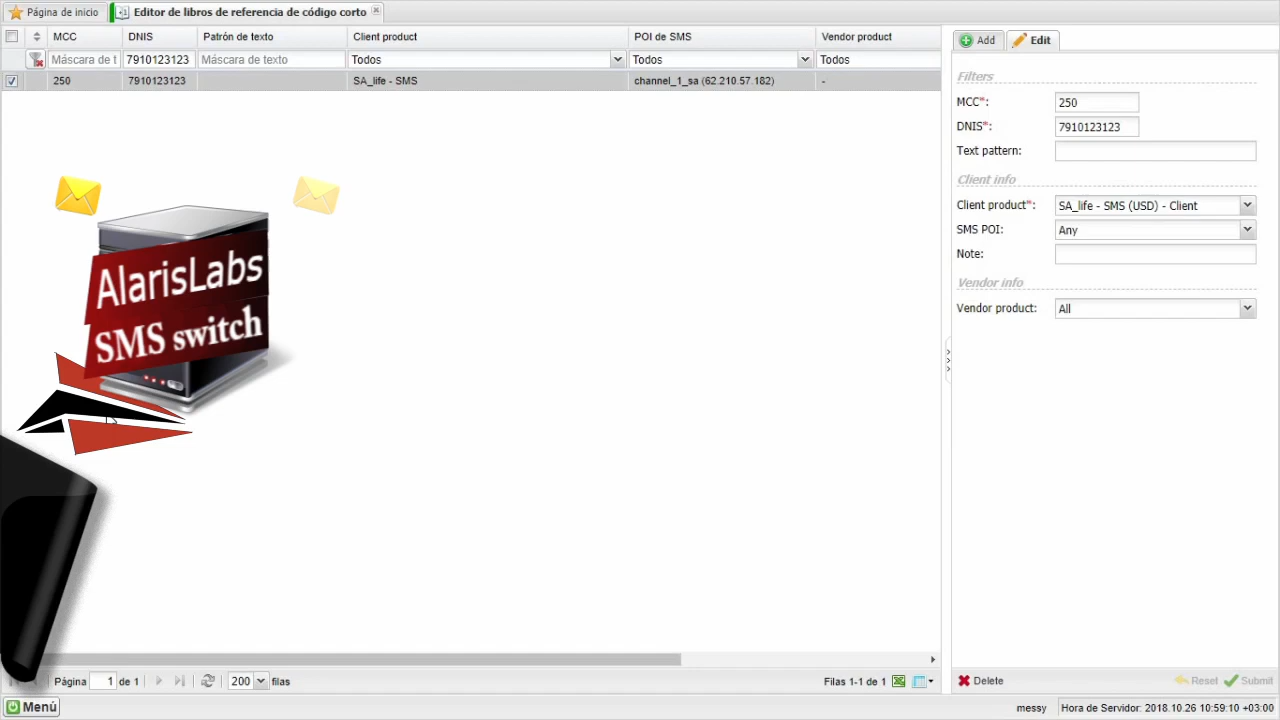 Página de inicio
Editor de libros de referencia de código corto
MCC DNIS Patrón de texto Client product POI de SMS Vendor product
Máscara de t 7910123123 Máscara de texto Todos Todos Todos
250 7910123123 SA_life - SMS channel_1_sa (62.210.57.182) -
AlarisLabs
SMS switch
Página 1 de 1 200 filas Filas 1-1 de 1
Add Edit
Filters
MCC*: 250
DNIS*: 7910123123
Text pattern:
Client info
Client product*: SA_life - SMS (USD) - Client
SMS POI: Any
Note:
Vendor info
Vendor product: All
Delete Reset Submit
Menú messy Hora de Servidor: 2018.10.26 10:59:10 +03:00